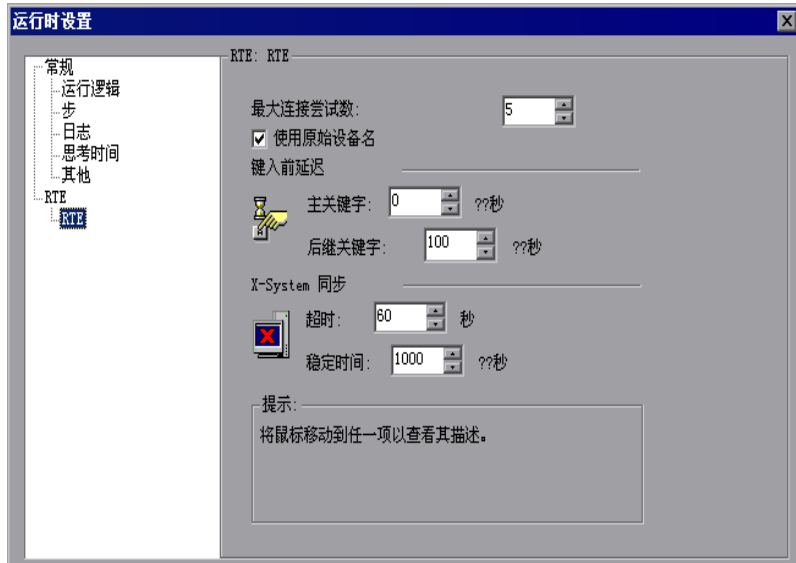 运行时设置
常规
运行逻辑
步
日志
思考时间
其他
RTE
RTE
RTE: RTE
最大连接尝试数: 5
使用原始设备名
键入前延迟
主关键字: 0 ??秒
后继关键字: 100 ??秒
X-System 同步
超时: 60 秒
稳定时间: 1000 ??秒
提示:
将鼠标移动到任一项以查看其描述。